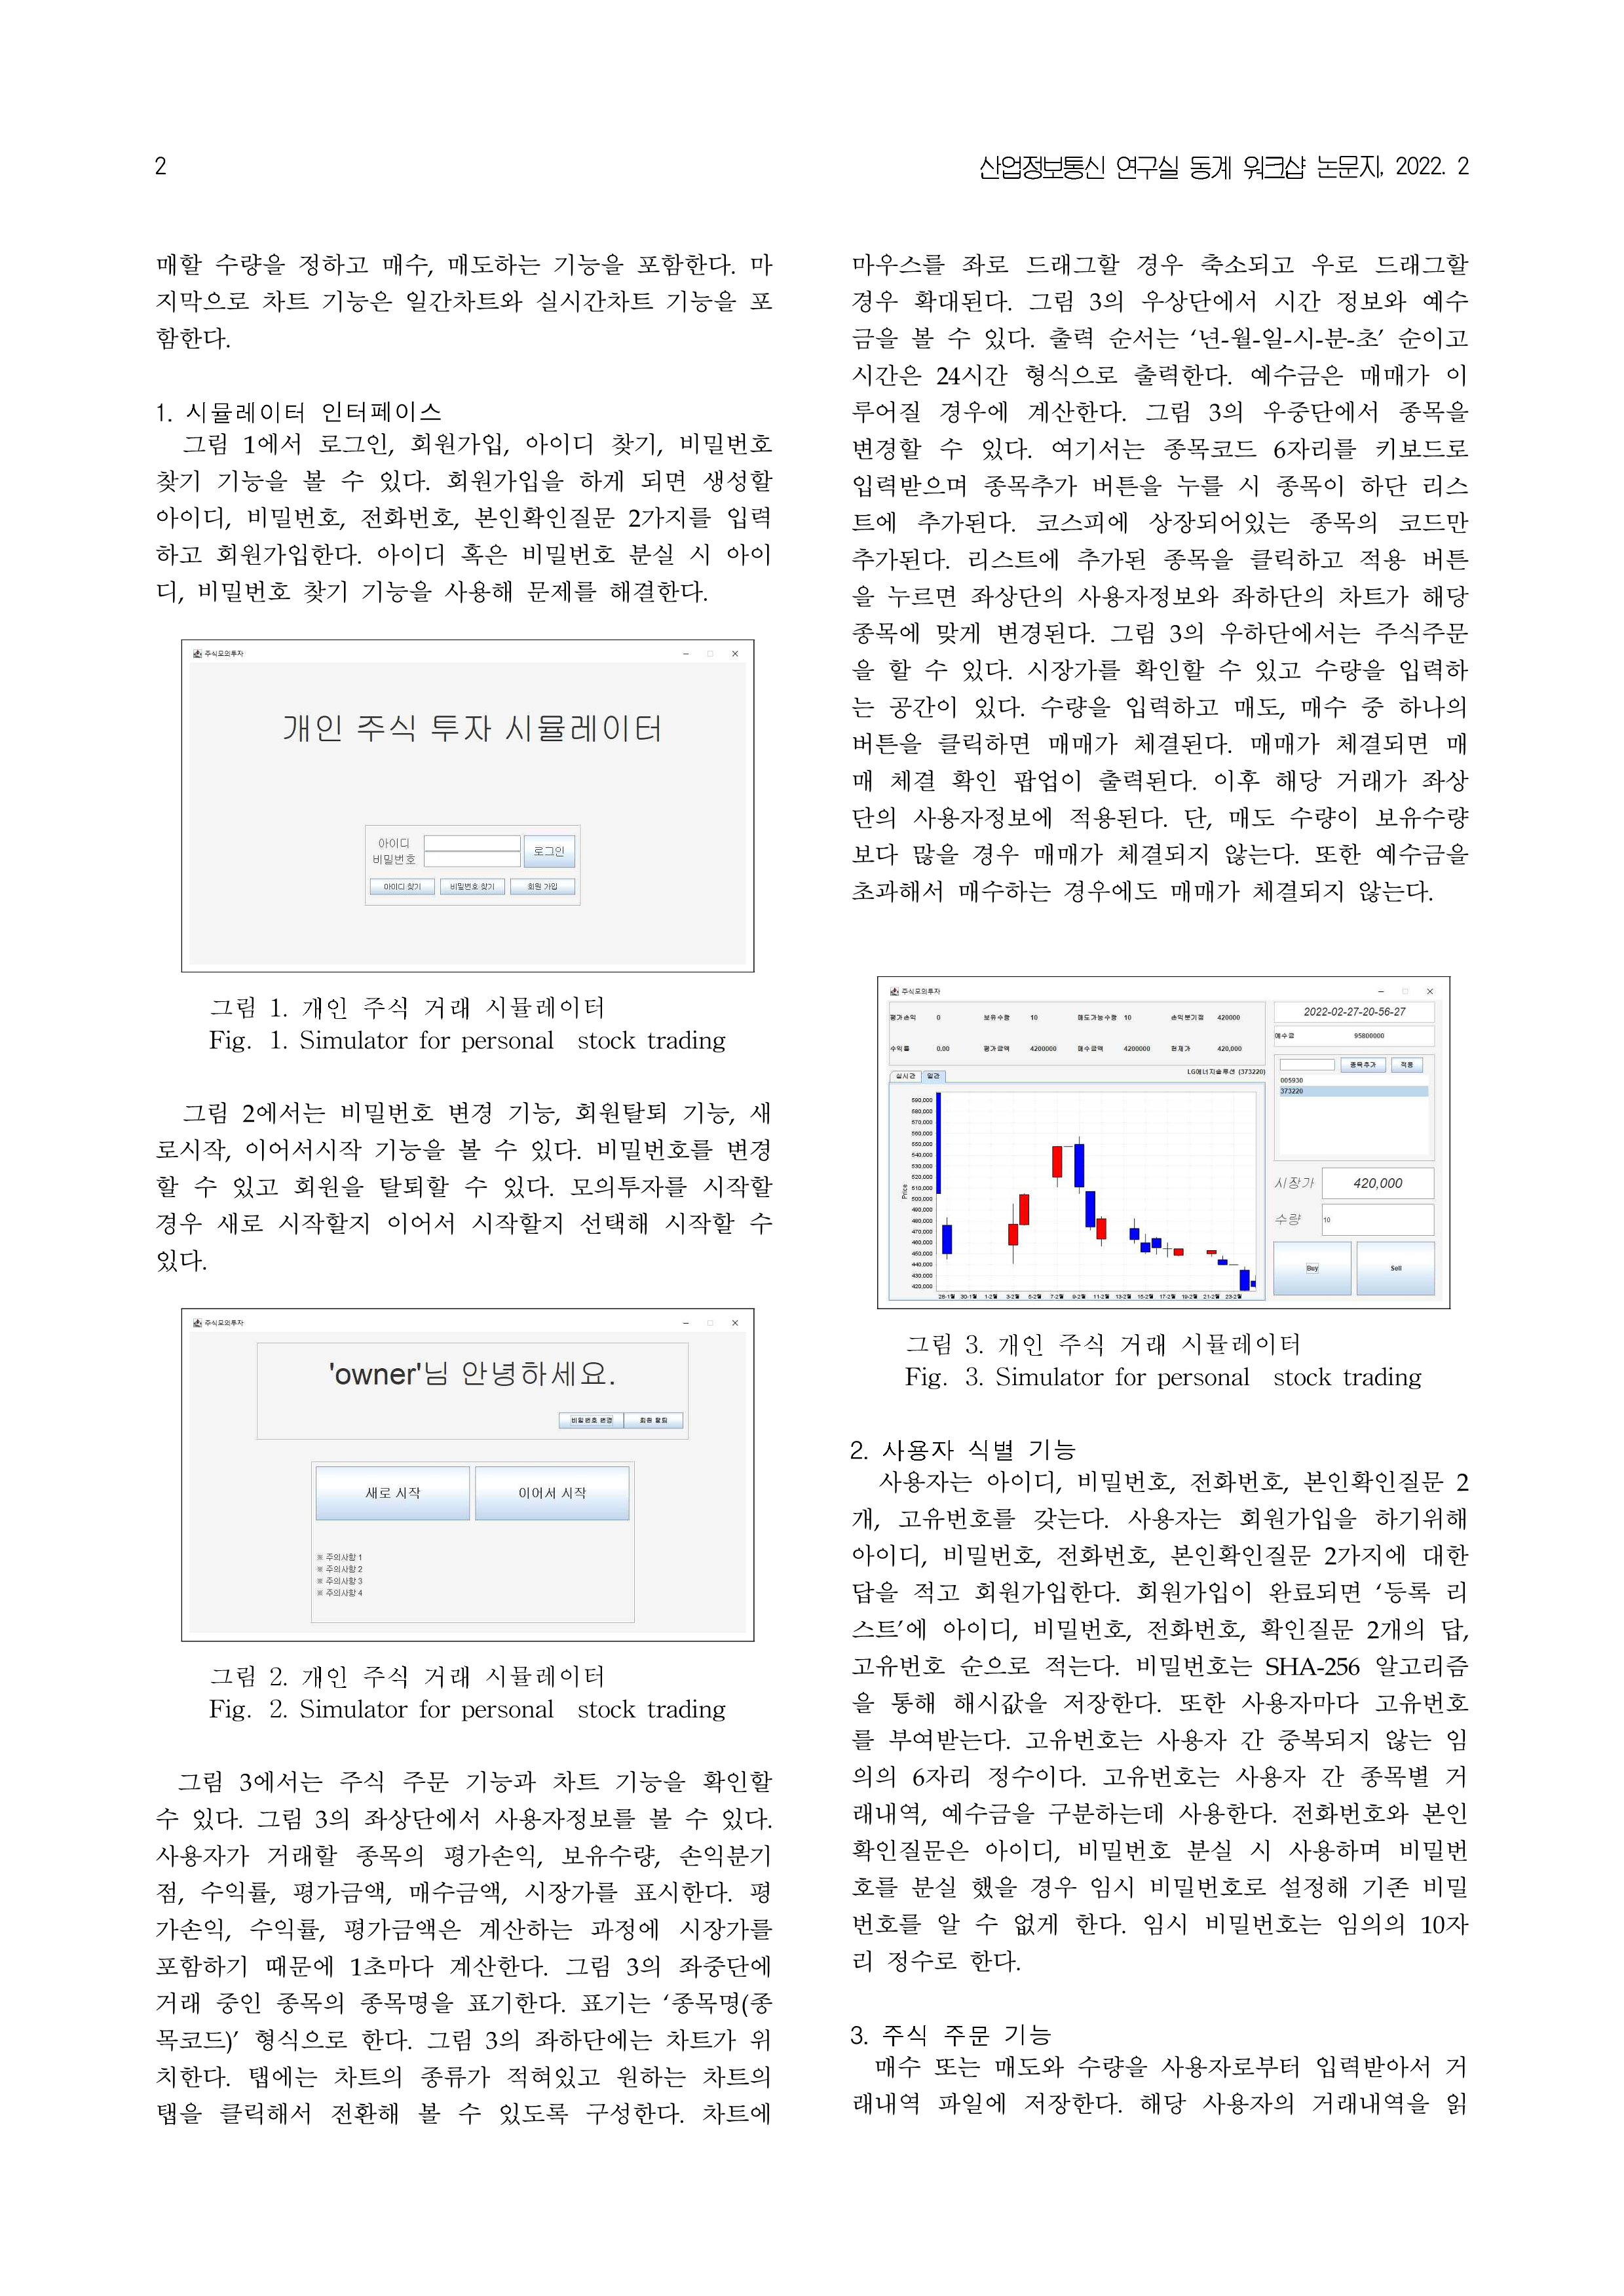 2
산업정보통신 연구실 동계 워크샵 논문지, 2022. 2
매할 수량을 정하고 매수, 매도하는 기능을 포함한다. 마
지막으로 차트 기능은 일간차트와 실시간차트 기능을 포
함한다.
1. 시뮬레이터 인터페이스
그림 1에서 로그인, 회원가입, 아이디 찾기, 비밀번호
찾기 기능을 볼 수 있다. 회원가입을 하게 되면 생성할
아이디, 비밀번호, 전화번호, 본인확인질문 2가지를 입력
하고 회원가입한다. 아이디 혹은 비밀번호 분실 시 아이
디, 비밀번호 찾기 기능을 사용해 문제를 해결한다.
주식모의투자
개인 주식 투자 시뮬레이터
아이디
비밀번호
로그인
아이디 찾기 비밀번호 찾기 회원 가입
그림 1. 개인 주식 거래 시뮬레이터
Fig. 1. Simulator for personal stock trading
그림 2에서는 비밀번호 변경 기능, 회원탈퇴 기능, 새
로시작, 이어서시작 기능을 볼 수 있다. 비밀번호를 변경
할 수 있고 회원을 탈퇴할 수 있다. 모의투자를 시작할
경우 새로 시작할지 이어서 시작할지 선택해 시작할 수
있다.
주식모의투자
'owner'님 안녕하세요.
비밀번호 변경 회원 탈퇴
새로 시작 이어서 시작
※ 주의사항 1
※ 주의사항 2
※ 주의사항 3
※ 주의사항 4
그림 2. 개인 주식 거래 시뮬레이터
Fig. 2. Simulator for personal stock trading
그림 3에서는 주식 주문 기능과 차트 기능을 확인할
수 있다. 그림 3의 좌상단에서 사용자정보를 볼 수 있다.
사용자가 거래할 종목의 평가손익, 보유수량, 손익분기
점, 수익률, 평가금액, 매수금액, 시장가를 표시한다. 평
가손익, 수익률, 평가금액은 계산하는 과정에 시장가를
포함하기 때문에 1초마다 계산한다. 그림 3의 좌중단에
거래 중인 종목의 종목명을 표기한다. 표기는 ‘종목명(종
목코드)’ 형식으로 한다. 그림 3의 좌하단에는 차트가 위
치한다. 탭에는 차트의 종류가 적혀있고 원하는 차트의
탭을 클릭해서 전환해 볼 수 있도록 구성한다. 차트에
마우스를 좌로 드래그할 경우 축소되고 우로 드래그할
경우 확대된다. 그림 3의 우상단에서 시간 정보와 예수
금을 볼 수 있다. 출력 순서는 ‘년-월-일-시-분-초’ 순이고
시간은 24시간 형식으로 출력한다. 예수금은 매매가 이
루어질 경우에 계산한다. 그림 3의 우중단에서 종목을
변경할 수 있다. 여기서는 종목코드 6자리를 키보드로
입력받으며 종목추가 버튼을 누를 시 종목이 하단 리스
트에 추가된다. 코스피에 상장되어있는 종목의 코드만
추가된다. 리스트에 추가된 종목을 클릭하고 적용 버튼
을 누르면 좌상단의 사용자정보와 좌하단의 차트가 해당
종목에 맞게 변경된다. 그림 3의 우하단에서는 주식주문
을 할 수 있다. 시장가를 확인할 수 있고 수량을 입력하
는 공간이 있다. 수량을 입력하고 매도, 매수 중 하나의
버튼을 클릭하면 매매가 체결된다. 매매가 체결되면 매
매 체결 확인 팝업이 출력된다. 이후 해당 거래가 좌상
단의 사용자정보에 적용된다. 단, 매도 수량이 보유수량
보다 많을 경우 매매가 체결되지 않는다. 또한 예수금을
초과해서 매수하는 경우에도 매매가 체결되지 않는다.
주식모의투자
평가손익 0 보유수량 10 매도가능수량 10 손익분기점 420000
수익률 0.00 평가금액 4200000 매수금액 4200000 현재가 420,000
2022-02-27-20-56-27
예수금 95800000
종목추가 적용
005930
373220
실시간 일간
LG에너지솔루션 (373220)
Price
590,000
580,000
570,000
560,000
550,000
540,000
530,000
520,000
510,000
500,000
490,000
480,000
470,000
460,000
450,000
440,000
430,000
420,000
28-1월 30-1월 1-2월 3-2월 5-2월 7-2월 9-2월 11-2월 13-2월 15-2월 17-2월 19-2월 21-2월 23-2월
시장가 420,000
수량 10
Buy Sell
그림 3. 개인 주식 거래 시뮬레이터
Fig. 3. Simulator for personal stock trading
2. 사용자 식별 기능
사용자는 아이디, 비밀번호, 전화번호, 본인확인질문 2
개, 고유번호를 갖는다. 사용자는 회원가입을 하기위해
아이디, 비밀번호, 전화번호, 본인확인질문 2가지에 대한
답을 적고 회원가입한다. 회원가입이 완료되면 ‘등록 리
스트’에 아이디, 비밀번호, 전화번호, 확인질문 2개의 답,
고유번호 순으로 적는다. 비밀번호는 SHA-256 알고리즘
을 통해 해시값을 저장한다. 또한 사용자마다 고유번호
를 부여받는다. 고유번호는 사용자 간 중복되지 않는 임
의의 6자리 정수이다. 고유번호는 사용자 간 종목별 거
래내역, 예수금을 구분하는데 사용한다. 전화번호와 본인
확인질문은 아이디, 비밀번호 분실 시 사용하며 비밀번
호를 분실 했을 경우 임시 비밀번호로 설정해 기존 비밀
번호를 알 수 없게 한다. 임시 비밀번호는 임의의 10자
리 정수로 한다.
3. 주식 주문 기능
매수 또는 매도와 수량을 사용자로부터 입력받아서 거
래내역 파일에 저장한다. 해당 사용자의 거래내역을 읽